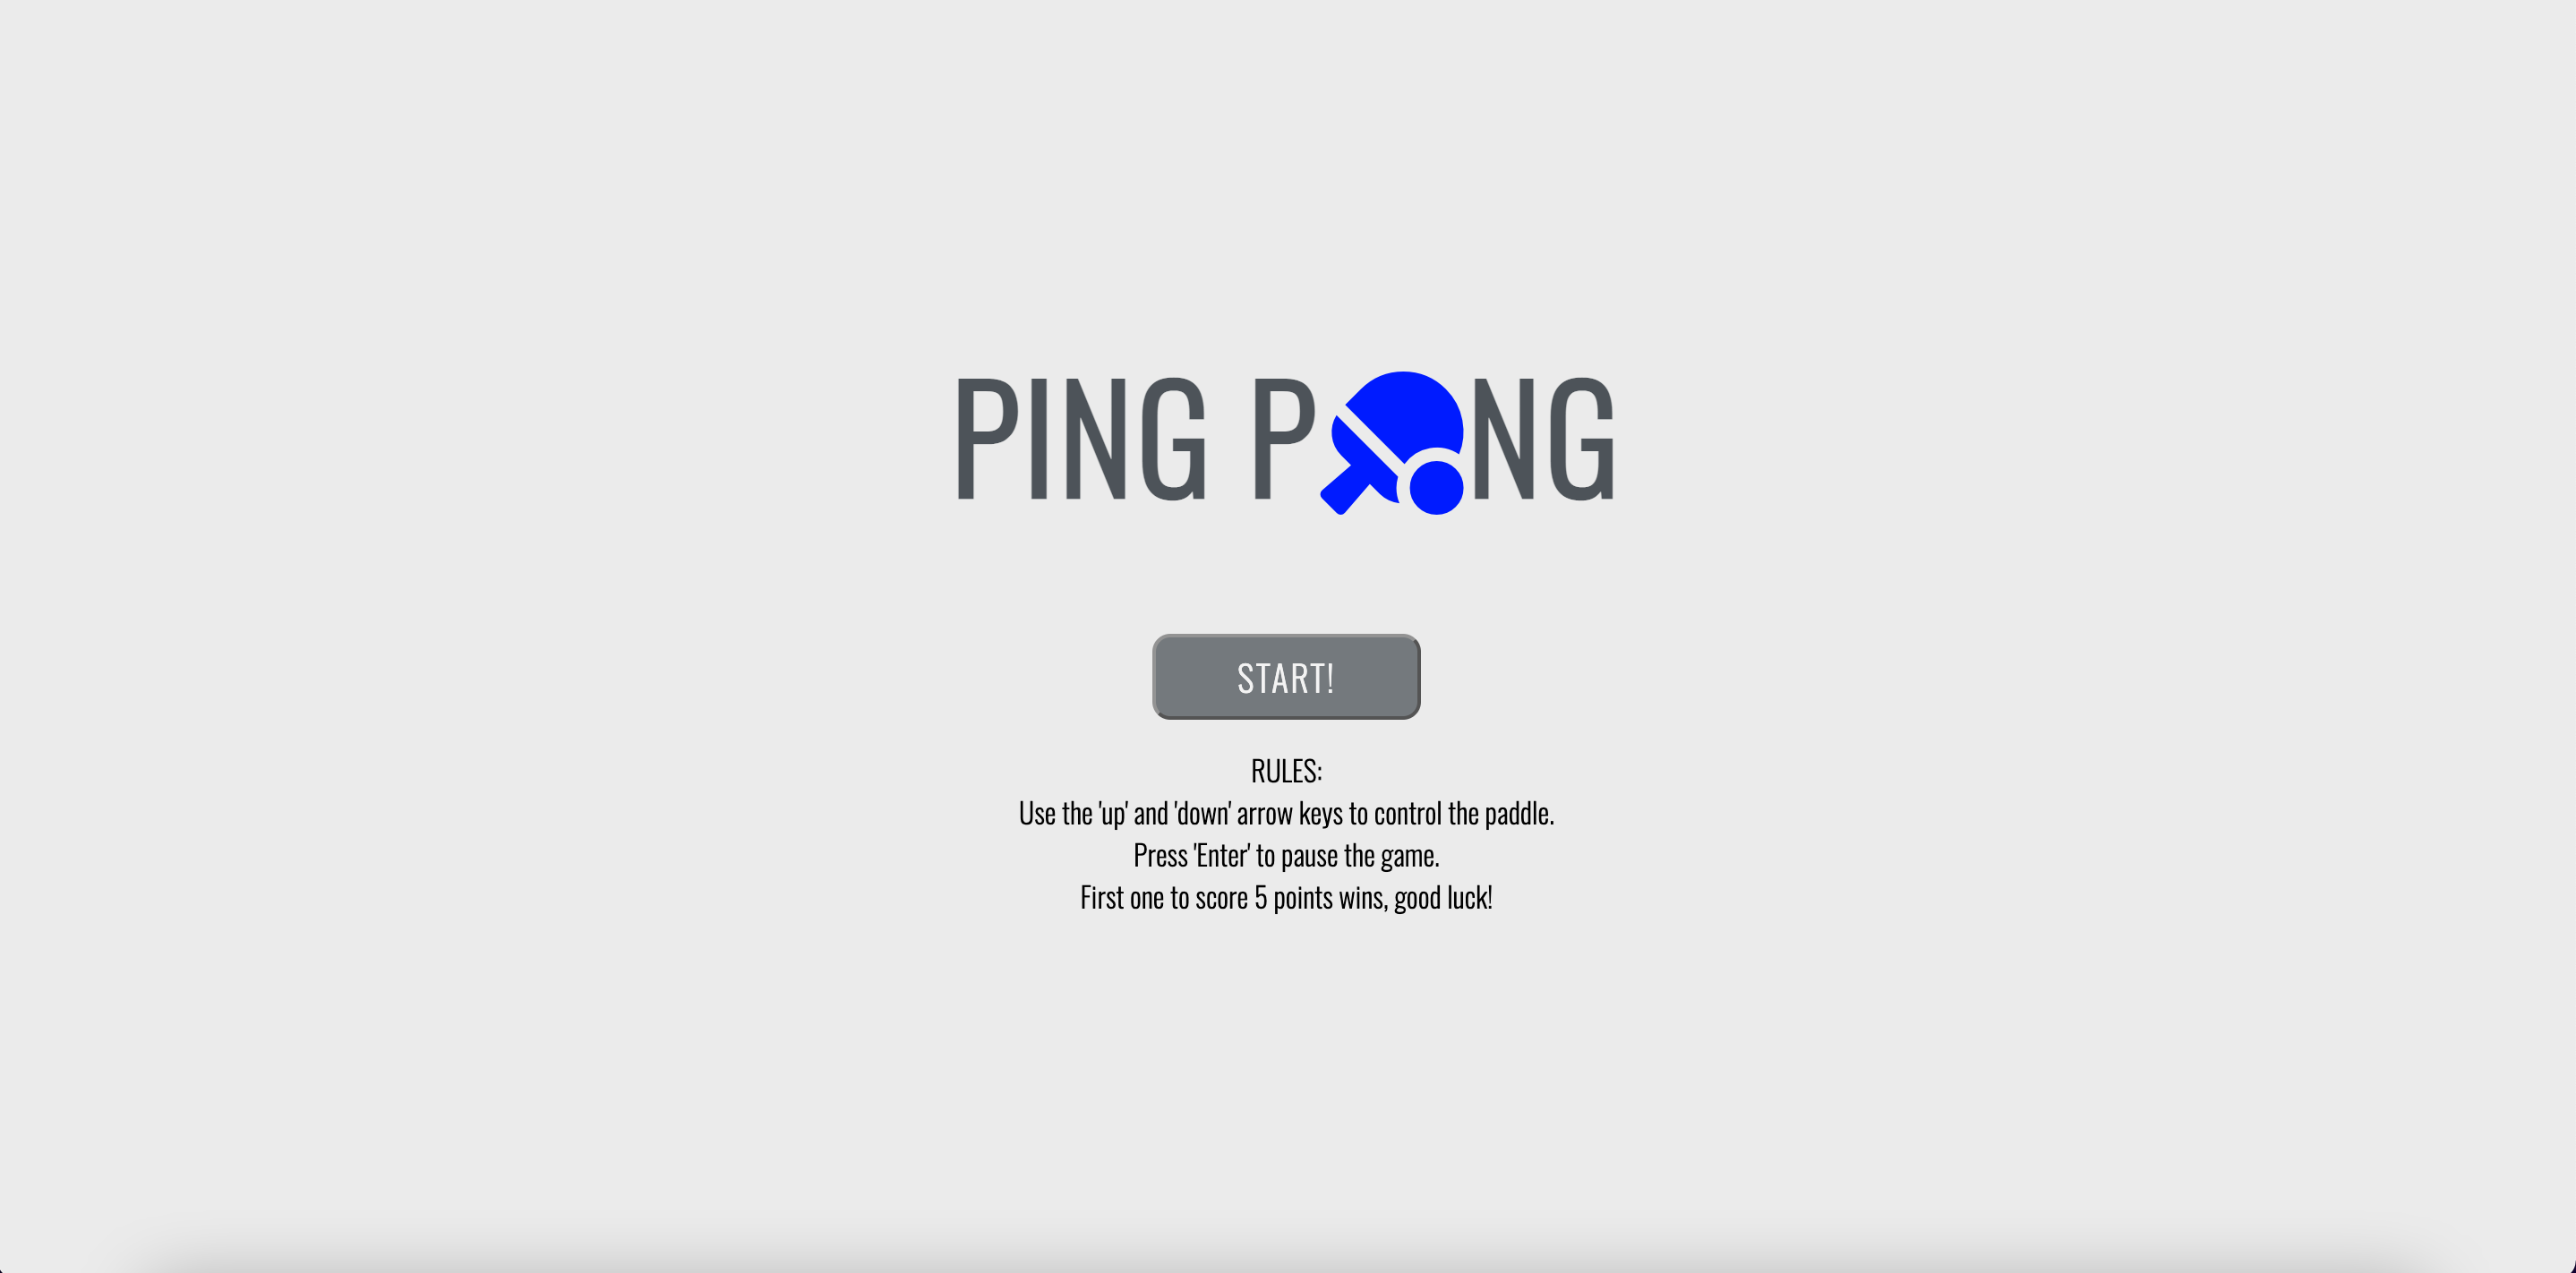 PING PONG
START!
RULES:
Use the 'up' and 'down' arrow keys to control the paddle.
Press 'Enter' to pause the game.
First one to score 5 points wins, good luck!